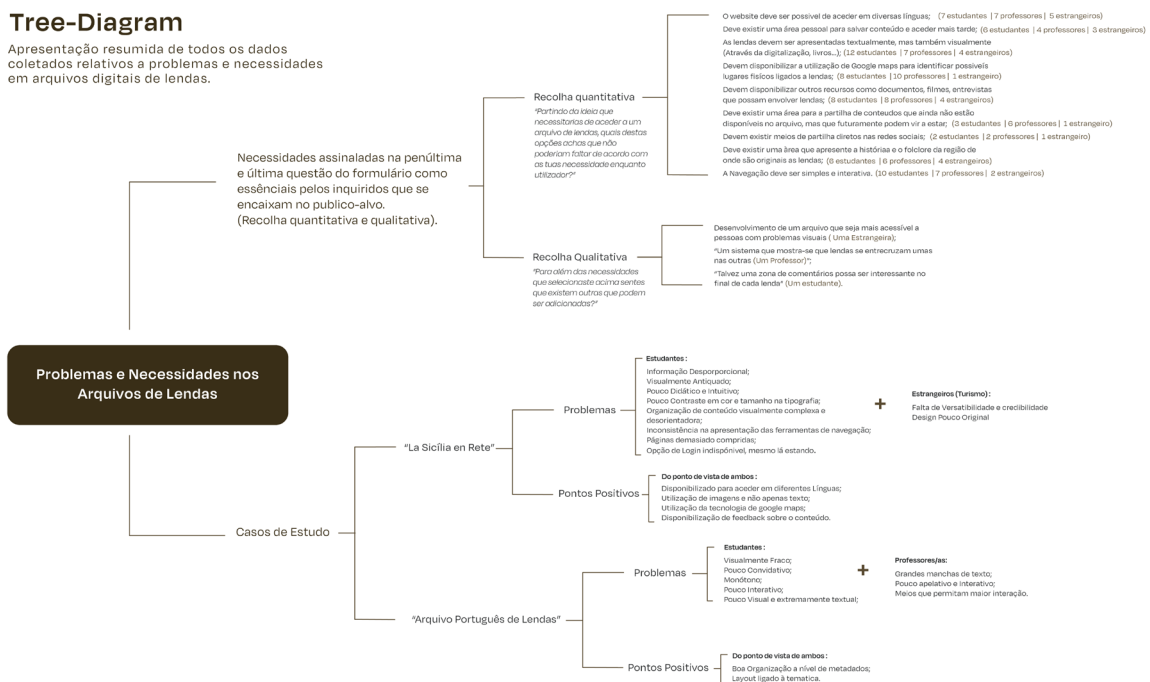 Tree-Diagram
Apresentação resumida de todos os dados
coletados relativos a problemas e necessidades
em arquivos digitais de lendas.
Necessidades assinaladas na penúltima
e última questão do formulário como
essênciais pelos inquiridos que se
encaixam no publico-alvo.
(Recolha quantitativa e qualitativa).
Recolha quantitativa
"Partindo da ideia que
necessitarias de aceder a um
arquivo de lendas, quais destas
opções achas que não
poderiam faltar de acordo com
as tuas necessidade enquanto
utilizador?"
O website deve ser possivel de aceder em diversas línguas; (7 estudantes | 7 professores | 5 estrangeiros)
Deve existir uma área pessoal para salvar conteúdo e aceder mais tarde; (6 estudantes | 4 professores | 3 estrangeiros)
As lendas devem ser apresentadas textualmente, mas também visualmente
(Através da digitalização, livros...); (12 estudantes | 7 professores | 4 estrangeiros)
Devem disponibilizar a utilização de Google maps para identificar possiveis
lugares físicos ligados a lendas; (8 estudantes |10 professores | 1 estrangeiro)
Devem disponibilizar outros recursos como documentos, filmes, entrevistas
que possam envolver lendas; (8 estudantes | 8 professores | 4 estrangeiros)
Deve existir uma área para a partilha de conteudos que ainda não estão
disponíveis no arquivo, mas que futuramente podem vir a estar; (3 estudantes | 6 professores | 1 estrangeiro)
Devem existir meios de partilha diretos nas redes sociais; (2 estudantes | 2 professores | 1 estrangeiro)
Deve existir uma àrea que apresente a histórias e o folclore da região de
onde são originais as lendas; (6 estudantes | 6 professores | 4 estrangeiros)
A Navegação deve ser simples e interativa. (10 estudantes | 7 professores | 2 estrangeiros)
Recolha Qualitativa
"Para além das necessidades
que selecionaste acima sentes
que existem outras que podem
ser adicionadas?"
Desenvolvimento de um arquivo que seja mais acessível a
pessoas com problemas visuais ( Uma Estrangeira);
"Um sistema que mostra-se que lendas se entrecruzam umas
nas outras (Um Professor)";
"Talvez uma zona de comentários possa ser interessante no
final de cada lenda" (Um estudante).
Problemas e Necessidades nos
Arquivos de Lendas
Casos de Estudo
"La Sicília en Rete"
Problemas
Estudantes :
Informação Desporporcional;
Visualmente Antiquado;
Pouco Didático e Intuitivo;
Pouco Contraste em cor e tamanho na tipografia;
Organização de conteúdo visualmente complexa e
desorientadora;
Inconsistência na apresentação das ferramentas de navegação;
Páginas demasiado compridas;
Opção de Login indispónivel, mesmo lá estando.
+
Estrangeiros (Turismo) :
Falta de Versatibilidade e credibilidade
Design Pouco Original
Pontos Positivos
Do ponto de vista de ambos :
Disponibilizado para aceder em diferentes Línguas;
Utilização de imagens e não apenas texto;
Utilização da tecnologia de google maps;
Disponibilização de feedback sobre o conteúdo.
"Arquivo Português de Lendas"
Problemas
Estudantes :
Visualmente Fraco;
Pouco Convidativo;
Monótono;
Pouco Interativo;
Pouco Visual e extremamente textual;
+
Professores/as:
Grandes manchas de texto;
Pouco apelativo e Interativo;
Meios que permitam maior interação.
Pontos Positivos
Do ponto de vista de ambos :
Boa Organização a nível de metadados;
Layout ligado à tematica.